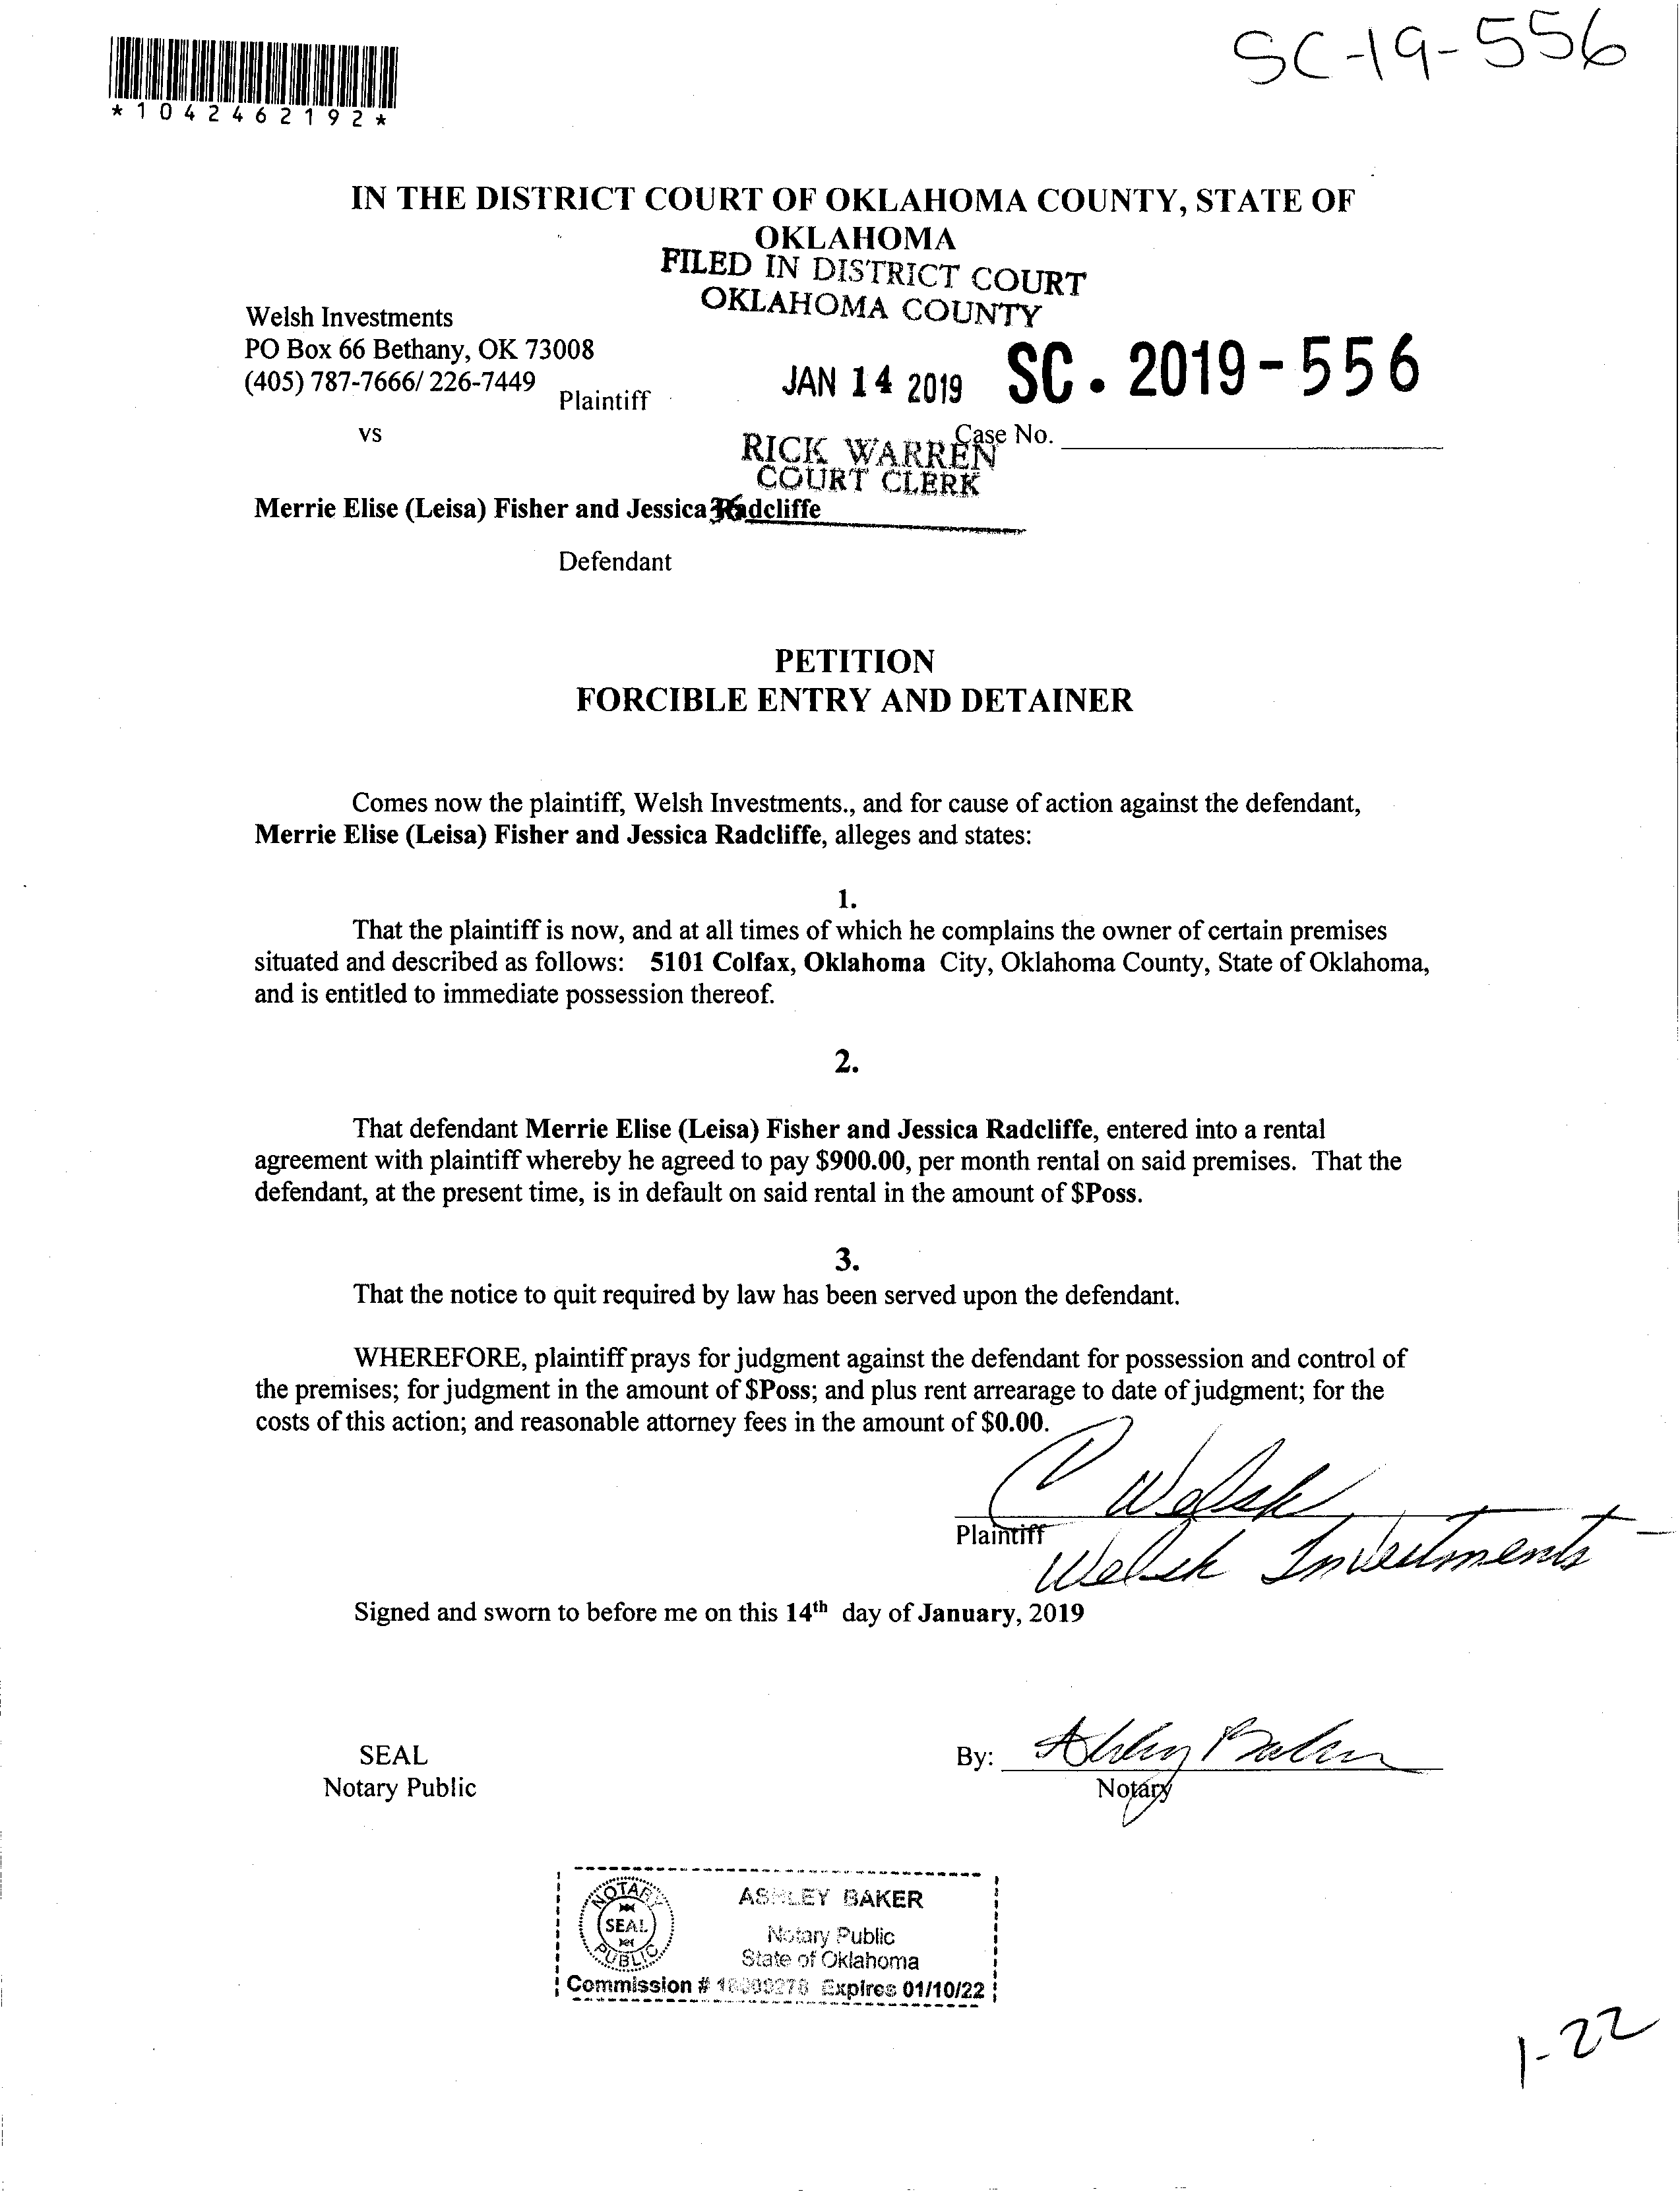 SC-19-556
*1042462192*
IN THE DISTRICT COURT OF OKLAHOMA COUNTY, STATE OF
OKLAHOMA
FILED IN DISTRICT COURT
OKLAHOMA COUNTY
Welsh Investments
PO Box 66 Bethany, OK 73008
(405) 787-7666/ 226-7449
Plaintiff
JAN 14 2019
SC. 2019-556
vs
Case No.
RICK WARREN
COURT CLERK
Merrie Elise (Leisa) Fisher and Jessica Radcliffe
Defendant
PETITION
FORCIBLE ENTRY AND DETAINER
Comes now the plaintiff, Welsh Investments., and for cause of action against the defendant,
Merrie Elise (Leisa) Fisher and Jessica Radcliffe, alleges and states:
1.
That the plaintiff is now, and at all times of which he complains the owner of certain premises
situated and described as follows: 5101 Colfax, Oklahoma City, Oklahoma County, State of Oklahoma,
and is entitled to immediate possession thereof.
2.
That defendant Merrie Elise (Leisa) Fisher and Jessica Radcliffe, entered into a rental
agreement with plaintiff whereby he agreed to pay $900.00, per month rental on said premises. That the
defendant, at the present time, is in default on said rental in the amount of $Poss.
3.
That the notice to quit required by law has been served upon the defendant.
WHEREFORE, plaintiff prays for judgment against the defendant for possession and control of
the premises; for judgment in the amount of $Poss; and plus rent arrearage to date of judgment; for the
costs of this action; and reasonable attorney fees in the amount of $0.00.
C Welsh
Plaintiff
Welsh Investments
Signed and sworn to before me on this 14th day of January, 2019
SEAL
Notary Public
By: Ashley Baker
Notary
NOTARY
SEAL
PUBLIC
ASHLEY BAKER
Notary Public
State of Oklahoma
Commission # Expires 01/10/22
1-22